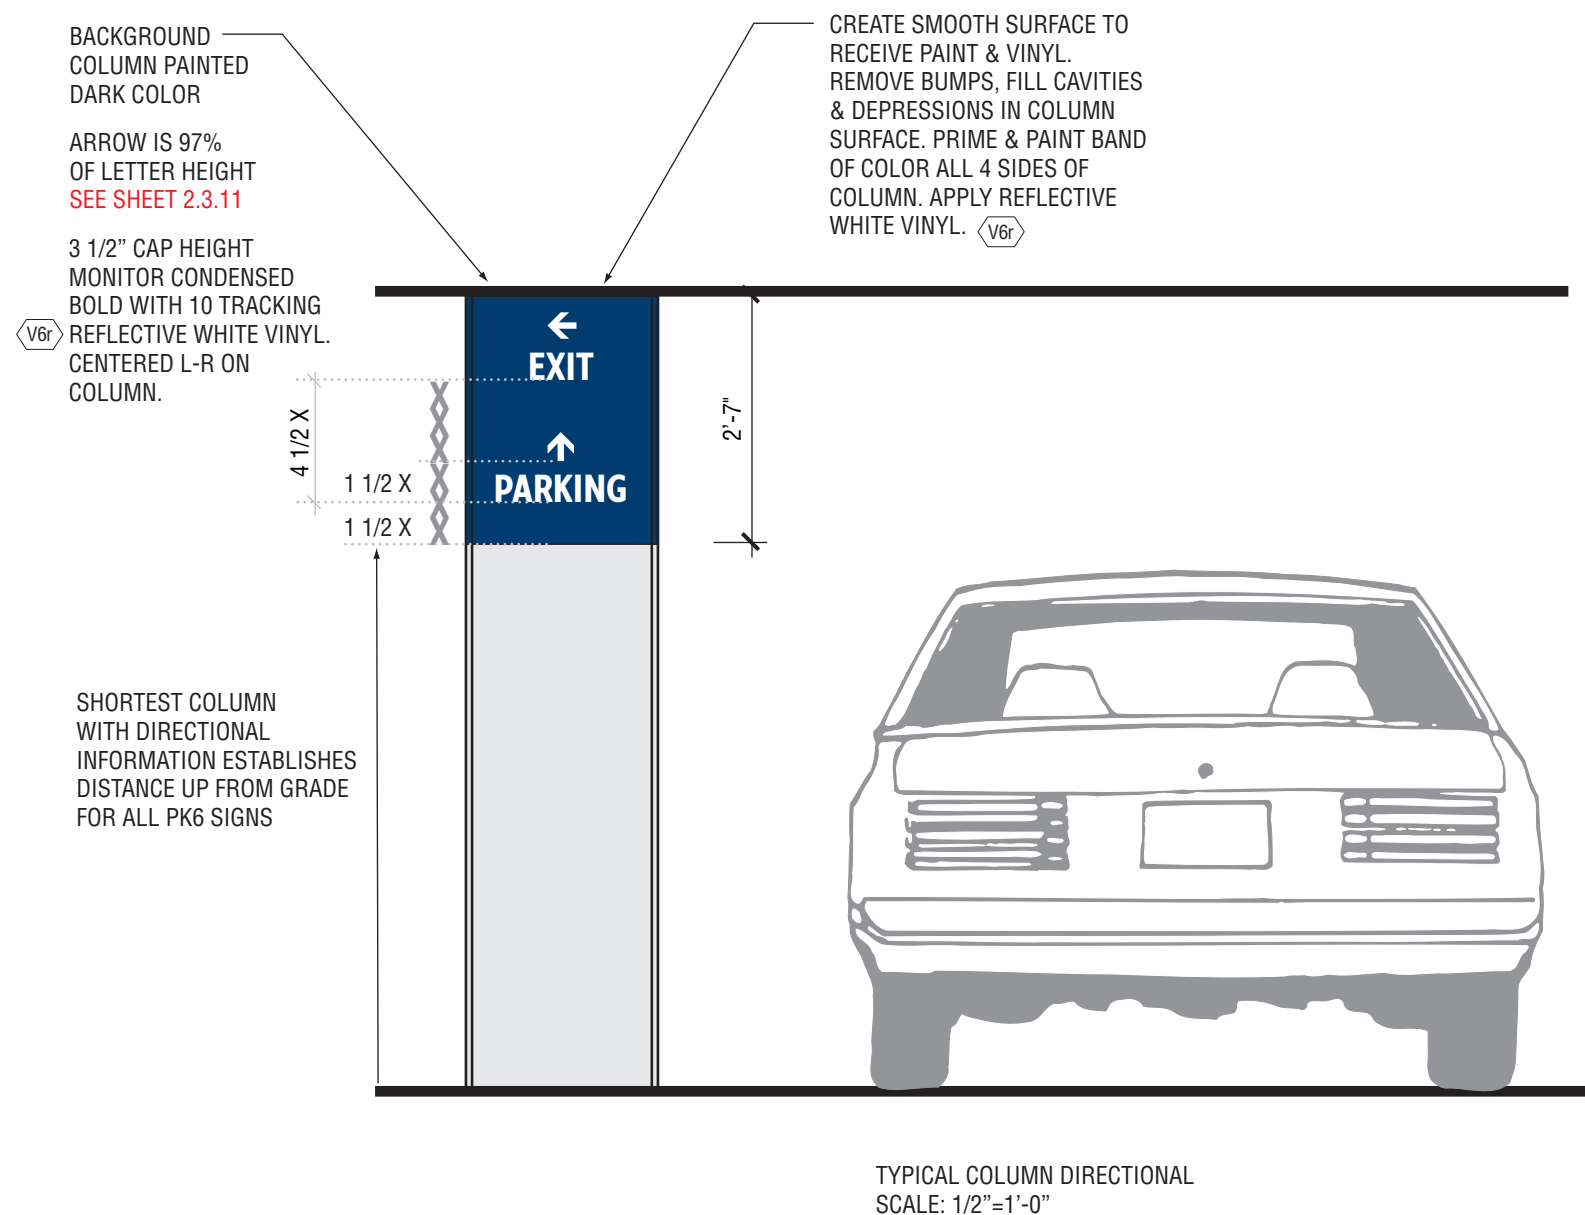 BACKGROUND
COLUMN PAINTED
DARK COLOR
ARROW IS 97%
OF LETTER HEIGHT
SEE SHEET 2.3.11
3 1/2” CAP HEIGHT
MONITOR CONDENSED
BOLD WITH 10 TRACKING
V6r REFLECTIVE WHITE VINYL.
CENTERED L-R ON
COLUMN.
CREATE SMOOTH SURFACE TO
RECEIVE PAINT & VINYL.
REMOVE BUMPS, FILL CAVITIES
& DEPRESSIONS IN COLUMN
SURFACE. PRIME & PAINT BAND
OF COLOR ALL 4 SIDES OF
COLUMN. APPLY REFLECTIVE
WHITE VINYL. V6r
EXIT
PARKING
4 1/2 X
1 1/2 X
1 1/2 X
2’-7"
SHORTEST COLUMN
WITH DIRECTIONAL
INFORMATION ESTABLISHES
DISTANCE UP FROM GRADE
FOR ALL PK6 SIGNS
TYPICAL COLUMN DIRECTIONAL
SCALE: 1/2”=1’-0”